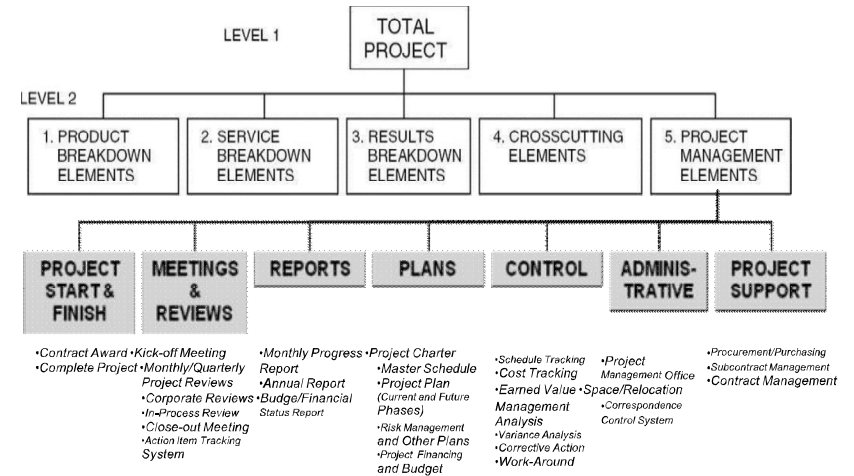 LEVEL 1
TOTAL
PROJECT
LEVEL 2
1. PRODUCT
BREAKDOWN
ELEMENTS
2. SERVICE
BREAKDOWN
ELEMENTS
3. RESULTS
BREAKDOWN
ELEMENTS
4. CROSSCUTTING
ELEMENTS
5. PROJECT
MANAGEMENT
ELEMENTS
PROJECT
START &
FINISH
MEETINGS
&
REVIEWS
REPORTS
PLANS
CONTROL
ADMINIS-
TRATIVE
PROJECT
SUPPORT
•Contract Award
•Complete Project
•Kick-off Meeting
•Monthly/Quarterly
Project Reviews
•Corporate Reviews
•In-Process Review
•Close-out Meeting
•Action Item Tracking
System
•Monthly Progress
Report
•Annual Report
•Budge/Financial
Status Report
•Project Charter
•Master Schedule
•Project Plan
(Current and Future
Phases)
•Risk Management
and Other Plans
•Project Financing
and Budget
•Schedule Tracking
•Cost Tracking
•Earned Value
Management
Analysis
•Variance Analysis
•Corrective Action
•Work-Around
•Project
Management Office
•Space/Relocation
•Correspondence
Control System
•Procurement/Purchasing
•Subcontract Management
•Contract Management